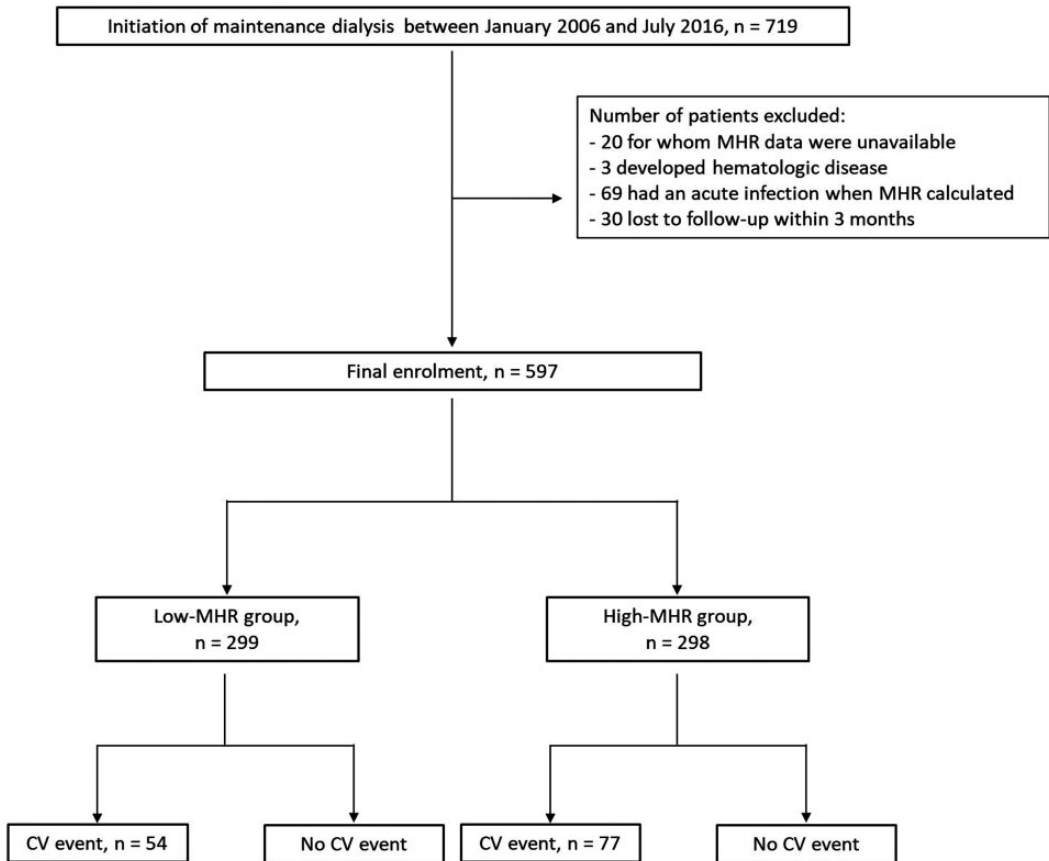 Initiation of maintenance dialysis between January 2006 and July 2016, n = 719
Number of patients excluded:
- 20 for whom MHR data were unavailable
- 3 developed hematologic disease
- 69 had an acute infection when MHR calculated
- 30 lost to follow-up within 3 months
Final enrolment, n = 597
Low-MHR group,
n = 299
High-MHR group,
n = 298
CV event, n = 54
No CV event
CV event, n = 77
No CV event